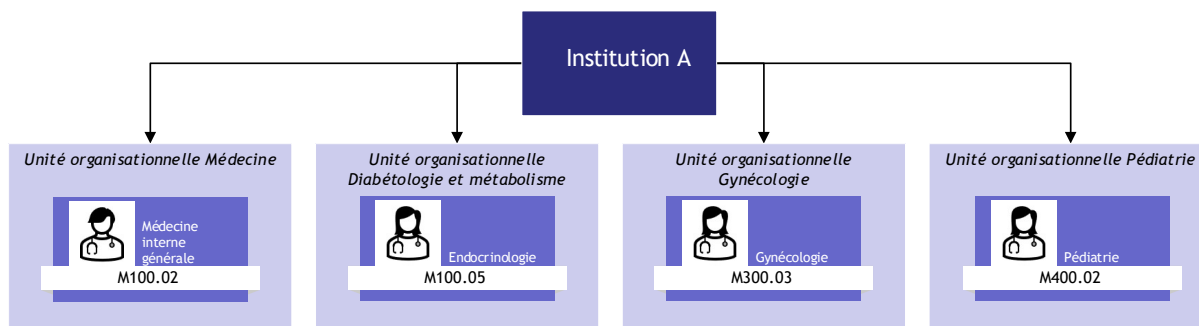 Institution A
Unité organisationnelle Médecine
Médecine
interne
générale
M100.02
Unité organisationnelle
Diabétologie et métabolisme
Endocrinologie
M100.05
Unité organisationnelle
Gynécologie
Gynécologie
M300.03
Unité organisationnelle Pédiatrie
Pédiatrie
M400.02